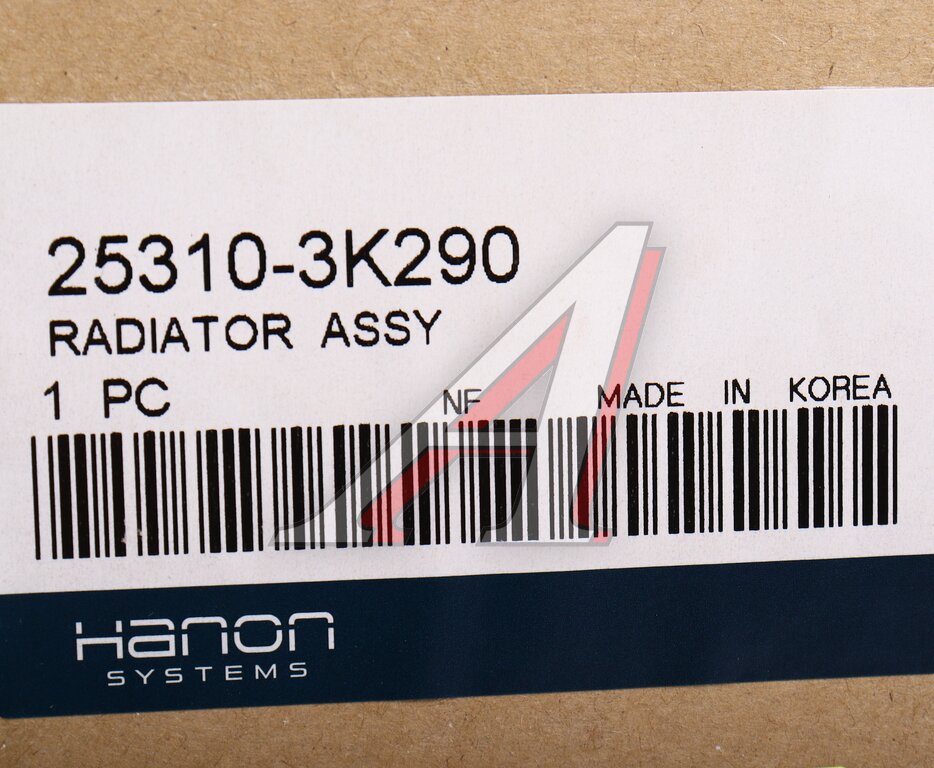 25310-3K290
RADIATOR ASSY
1 PC NF MADE IN KOREA
Hanon
SYSTEMS